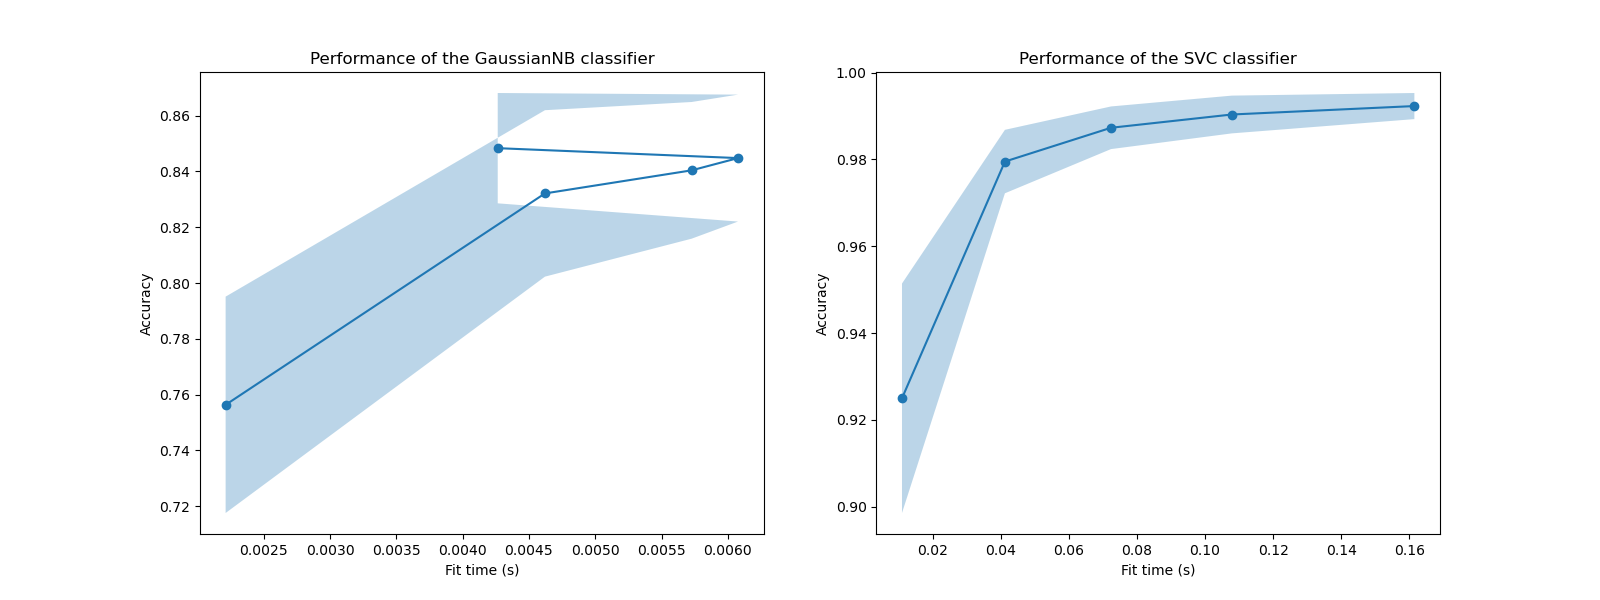 Performance of the GaussianNB classifier
Accuracy
0.86
0.84
0.82
0.80
0.78
0.76
0.74
0.72
0.0025 0.0030 0.0035 0.0040 0.0045 0.0050 0.0055 0.0060
Fit time (s)
Performance of the SVC classifier
Accuracy
1.00
0.98
0.96
0.94
0.92
0.90
0.02 0.04 0.06 0.08 0.10 0.12 0.14 0.16
Fit time (s)